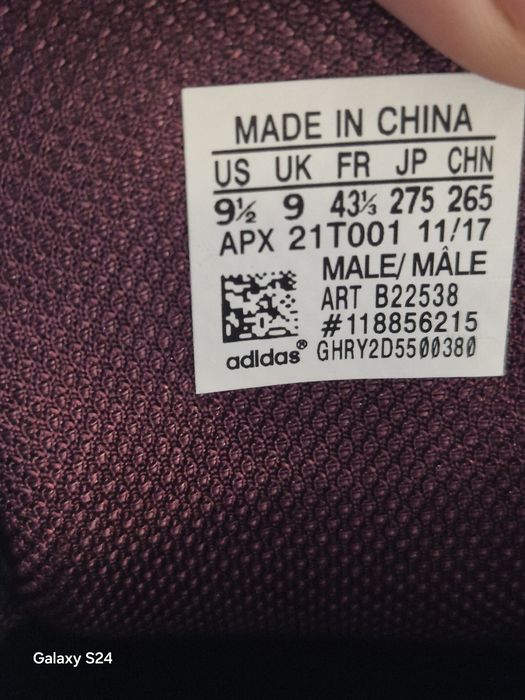 MADE IN CHINA
US UK FR JP CHN
9½ 9 43⅓ 275 265
APX 21T001 11/17
MALE/ MÂLE
ART B22538
#118856215
adidas® GHRY2D5500380
Galaxy S24